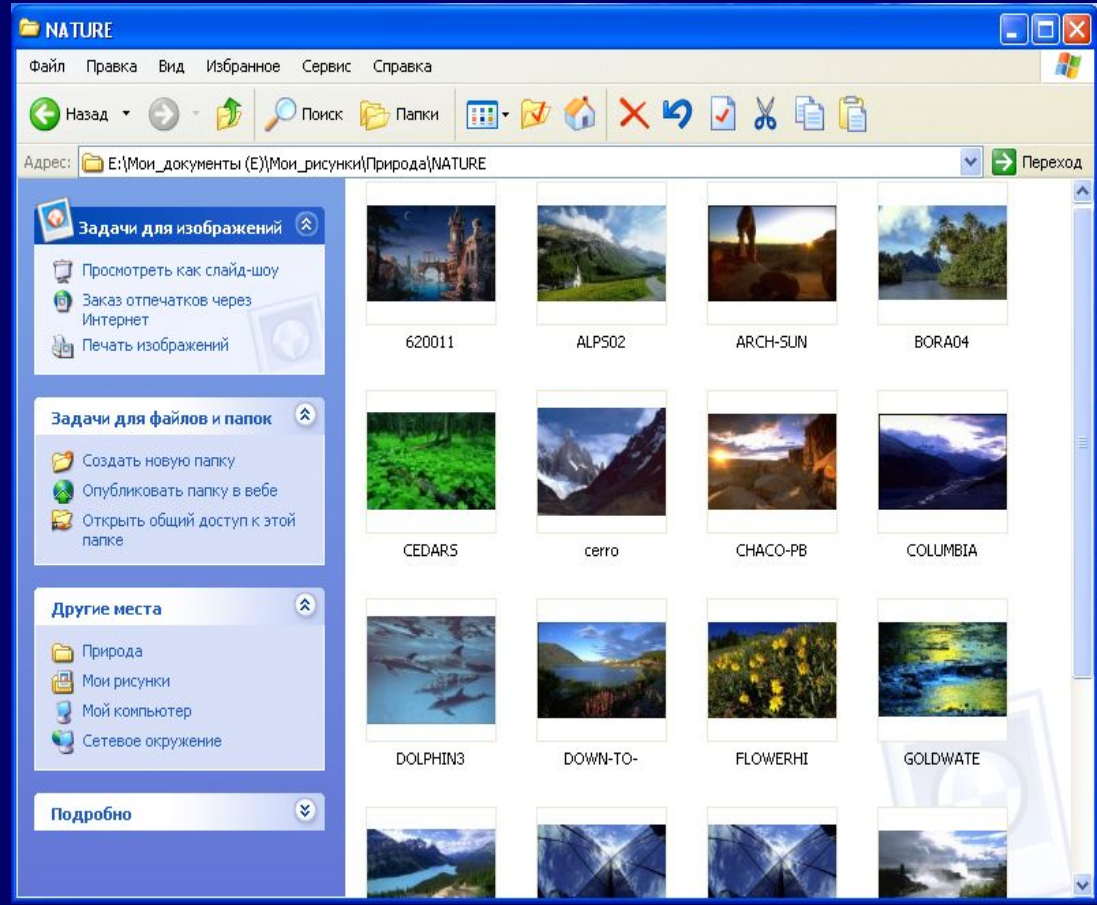 NATURE
Файл Правка Вид Избранное Сервис Справка
Назад Поиск Папки
Адрес: E:\Мои_документы (E)\Мои_рисунки\Природа\NATURE Переход
Задачи для изображений
Просмотреть как слайд-шоу
Заказ отпечатков через
Интернет
Печать изображений
Задачи для файлов и папок
Создать новую папку
Опубликовать папку в вебе
Открыть общий доступ к этой
папке
Другие места
Природа
Мои рисунки
Мой компьютер
Сетевое окружение
Подробно
620011 ALPS02 ARCH-SUN BORA04
CEDARS cerro CHACO-PB COLUMBIA
DOLPHIN3 DOWN-TO- FLOWERHI GOLDWATE